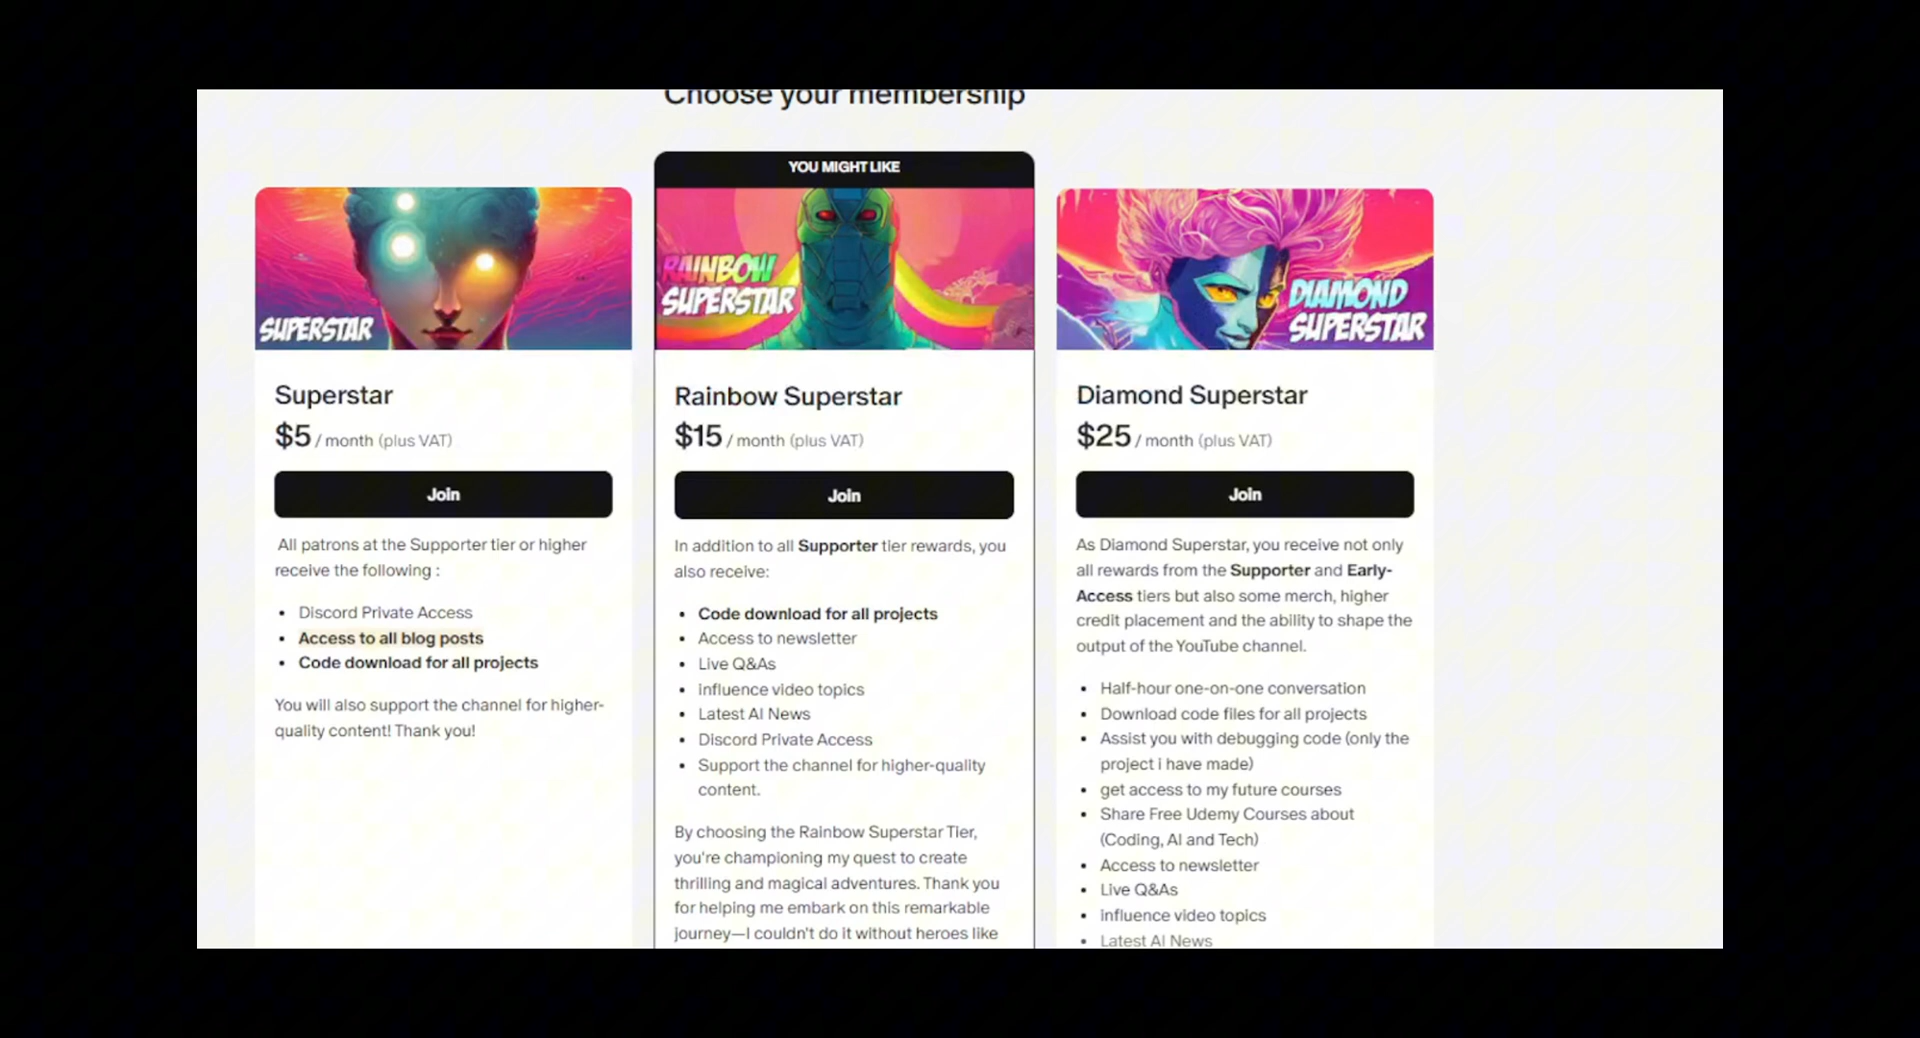 Choose your membership
SUPERSTAR
Superstar
$5 / month (plus VAT)
Join
All patrons at the Supporter tier or higher
receive the following :
• Discord Private Access
• Access to all blog posts
• Code download for all projects
You will also support the channel for higher-
quality content! Thank you!
YOU MIGHT LIKE
RAINBOW
SUPERSTAR
Rainbow Superstar
$15 / month (plus VAT)
Join
In addition to all Supporter tier rewards, you
also receive:
• Code download for all projects
• Access to newsletter
• Live Q&As
• influence video topics
• Latest AI News
• Discord Private Access
• Support the channel for higher-quality
content.
By choosing the Rainbow Superstar Tier,
you're championing my quest to create
thrilling and magical adventures. Thank you
for helping me embark on this remarkable
journey—I couldn't do it without heroes like
DIAMOND
SUPERSTAR
Diamond Superstar
$25 / month (plus VAT)
Join
As Diamond Superstar, you receive not only
all rewards from the Supporter and Early-
Access tiers but also some merch, higher
credit placement and the ability to shape the
output of the YouTube channel.
• Half-hour one-on-one conversation
• Download code files for all projects
• Assist you with debugging code (only the
project i have made)
• get access to my future courses
• Share Free Udemy Courses about
(Coding, AI and Tech)
• Access to newsletter
• Live Q&As
• influence video topics
• Latest AI News